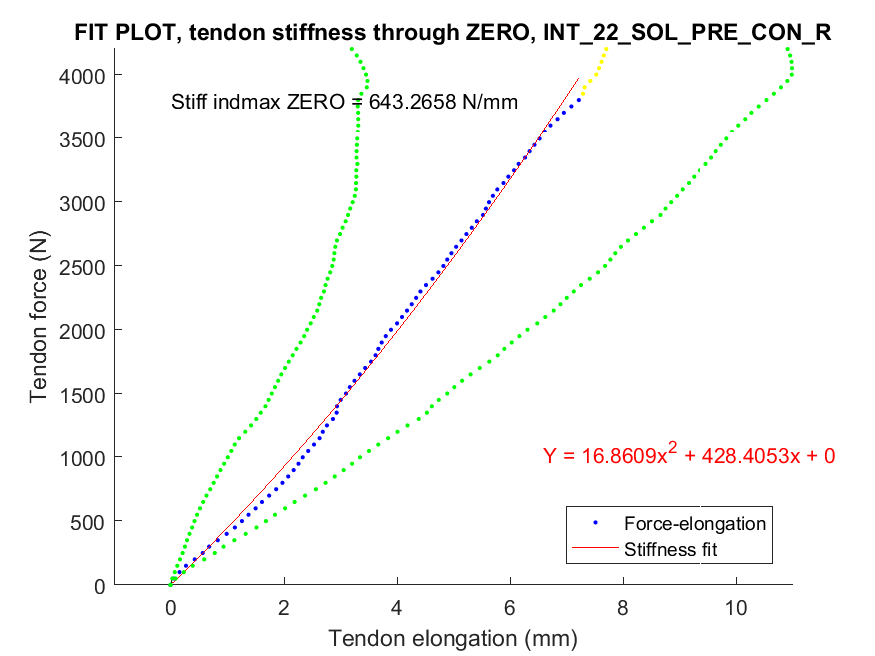 FIT PLOT, tendon stiffness through ZERO, INT_22_SOL_PRE_CON_R
Stiff indmax ZERO = 643.2658 N/mm
Tendon force (N)
4000
3500
3000
2500
2000
1500
1000
500
0
Y = 16.8609x² + 428.4053x + 0
Force-elongation
Stiffness fit
0 2 4 6 8 10
Tendon elongation (mm)